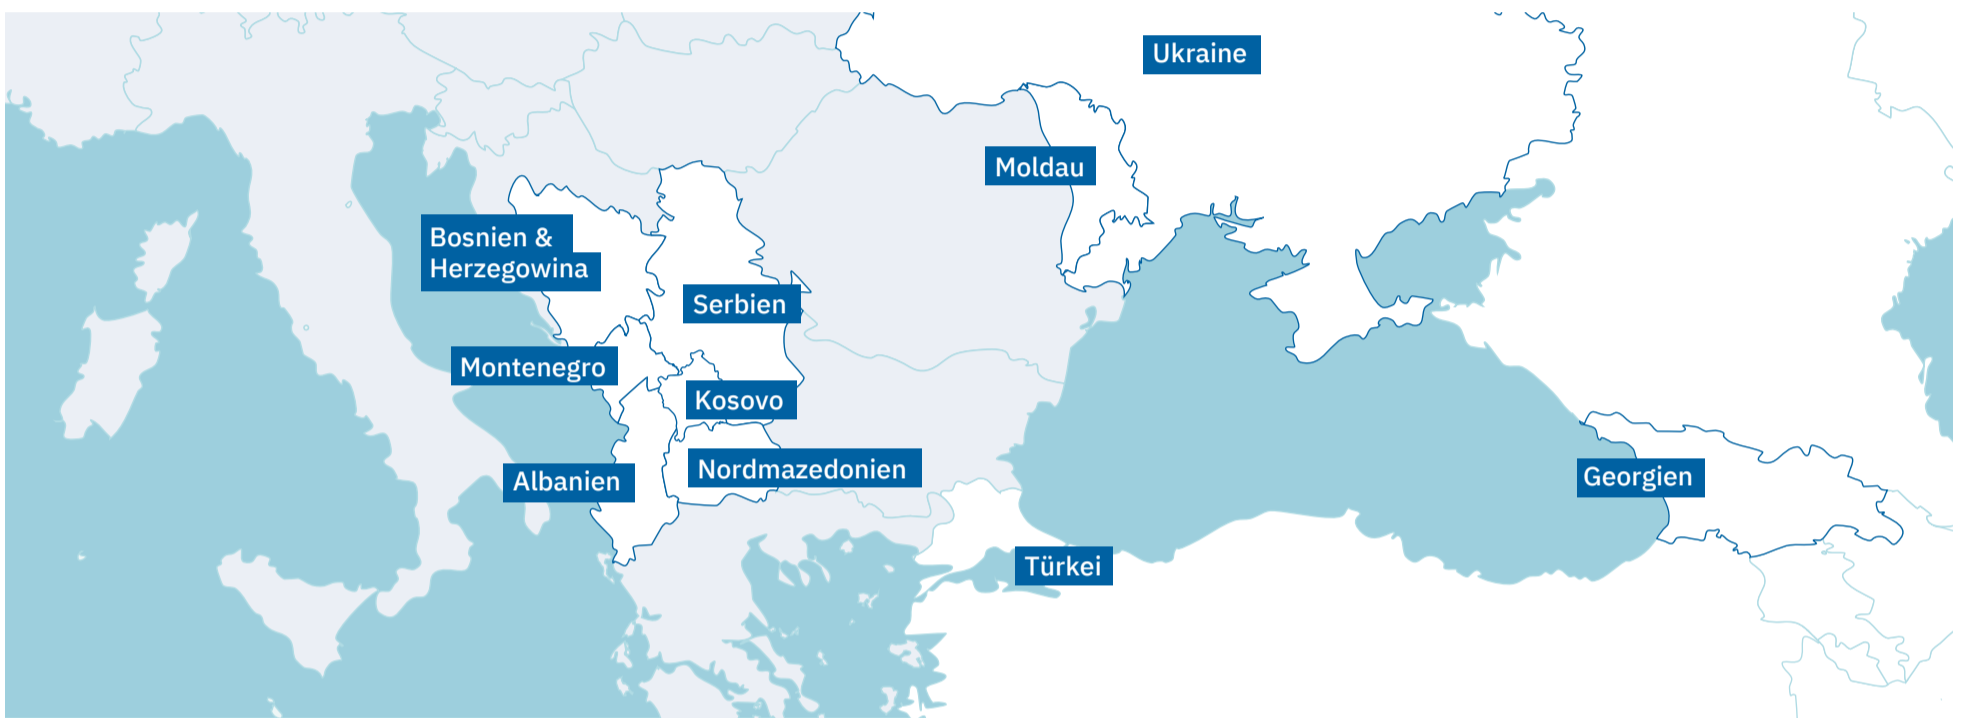 Ukraine
Moldau
Bosnien &
Herzegowina
Serbien
Montenegro
Kosovo
Nordmazedonien
Albanien
Georgien
Türkei